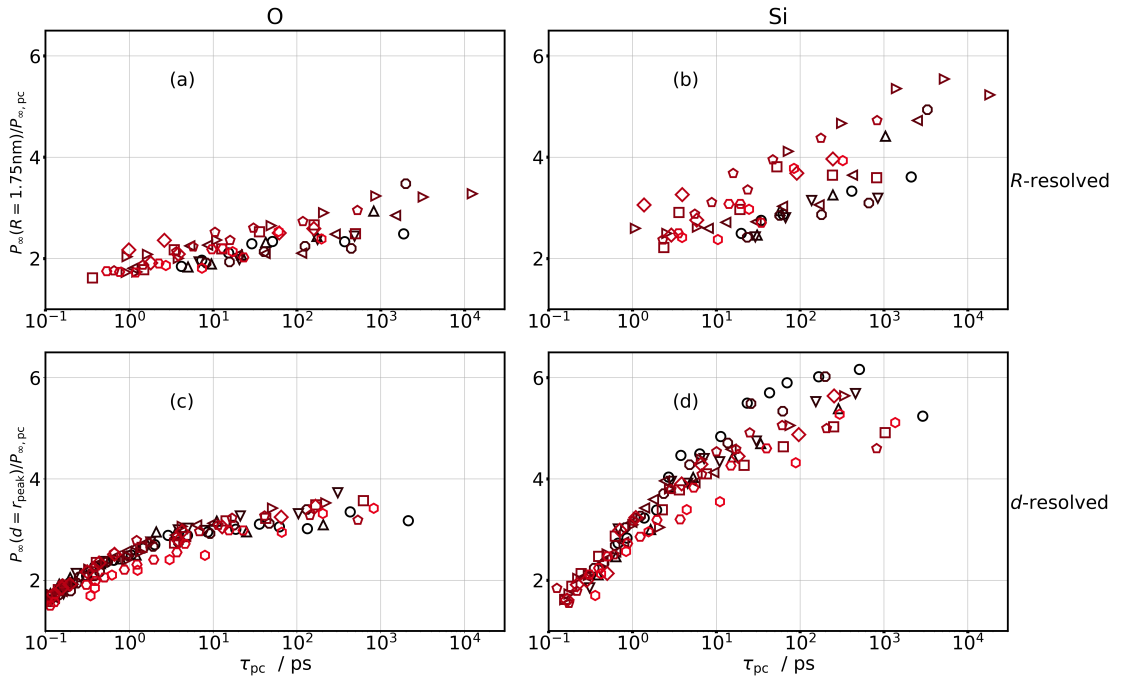 O
Si
P∞(R = 1.75nm)/P∞, pc
6
4
2
(a)
10⁻¹ 10⁰ 10¹ 10² 10³ 10⁴
6
4
2
(b)
10⁻¹ 10⁰ 10¹ 10² 10³ 10⁴
R-resolved
P∞(d = rpeak)/P∞, pc
6
4
2
(c)
10⁻¹ 10⁰ 10¹ 10² 10³ 10⁴
τpc / ps
6
4
2
(d)
10⁻¹ 10⁰ 10¹ 10² 10³ 10⁴
τpc / ps
d-resolved